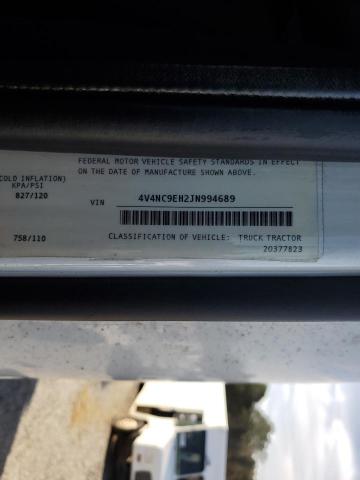 FEDERAL MOTOR VEHICLE SAFETY STANDARDS IN EFFECT
ON THE DATE OF MANUFACTURE SHOWN ABOVE.
COLD INFLATION)
KPA/PSI
827/120
VIN 4V4NC9EH2JN994689
758/110
CLASSIFICATION OF VEHICLE: TRUCK TRACTOR
20377823